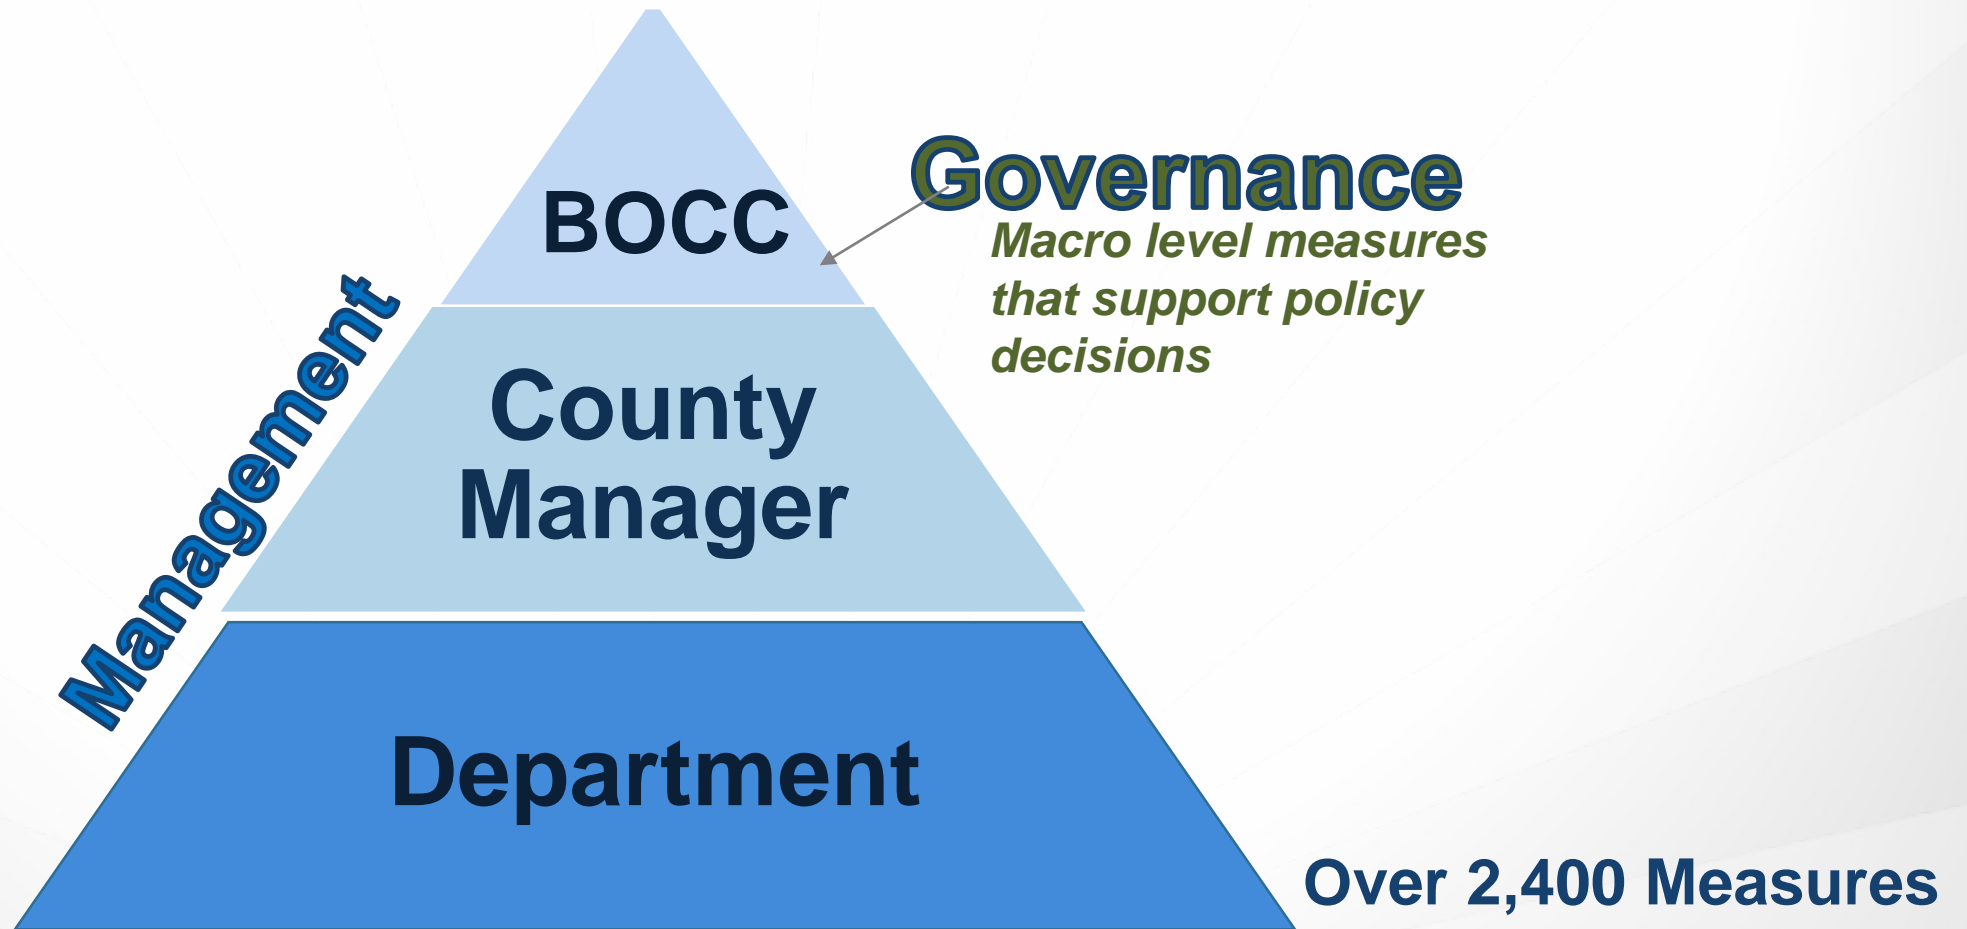 BOCC
Governance
Macro level measures
that support policy
decisions
Management
County
Manager
Department
Over 2,400 Measures